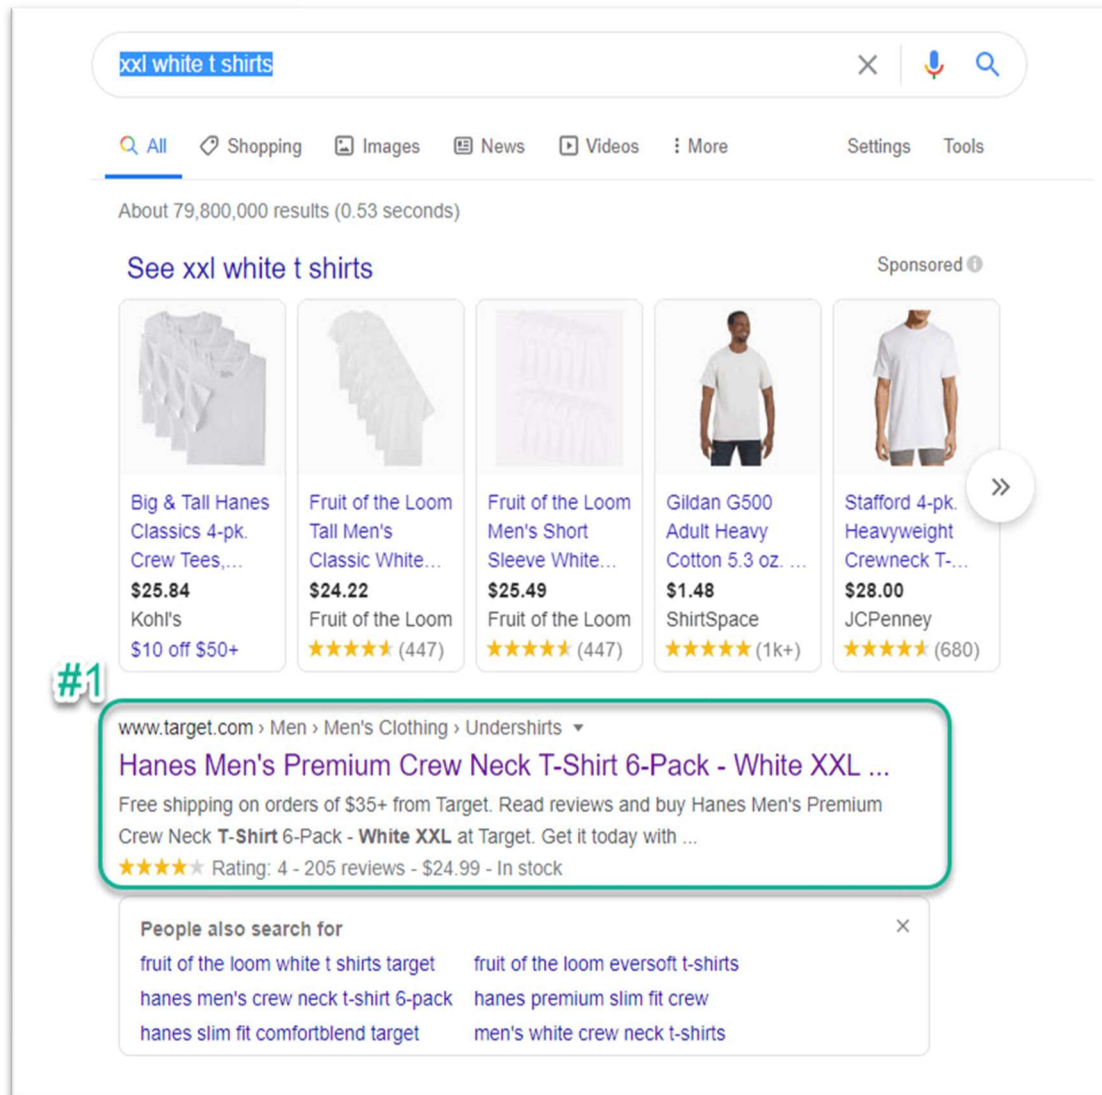 xxl white t shirts
All Shopping Images News Videos More Settings Tools
About 79,800,000 results (0.53 seconds)
See xxl white t shirts
Sponsored
Big & Tall Hanes
Classics 4-pk.
Crew Tees,...
$25.84
Kohl's
$10 off $50+
Fruit of the Loom
Tall Men's
Classic White...
$24.22
Fruit of the Loom
(447)
Fruit of the Loom
Men's Short
Sleeve White...
$25.49
Fruit of the Loom
(447)
Gildan G500
Adult Heavy
Cotton 5.3 oz. ...
$1.48
ShirtSpace
(1k+)
Stafford 4-pk.
Heavyweight
Crewneck T-...
$28.00
JCPenney
(680)
#1
www.target.com › Men › Men's Clothing › Undershirts
Hanes Men's Premium Crew Neck T-Shirt 6-Pack - White XXL ...
Free shipping on orders of $35+ from Target. Read reviews and buy Hanes Men's Premium
Crew Neck T-Shirt 6-Pack - White XXL at Target. Get it today with ...
Rating: 4 - 205 reviews - $24.99 - In stock
People also search for
fruit of the loom white t shirts target
fruit of the loom eversoft t-shirts
hanes men's crew neck t-shirt 6-pack
hanes premium slim fit crew
hanes slim fit comfortblend target
men's white crew neck t-shirts